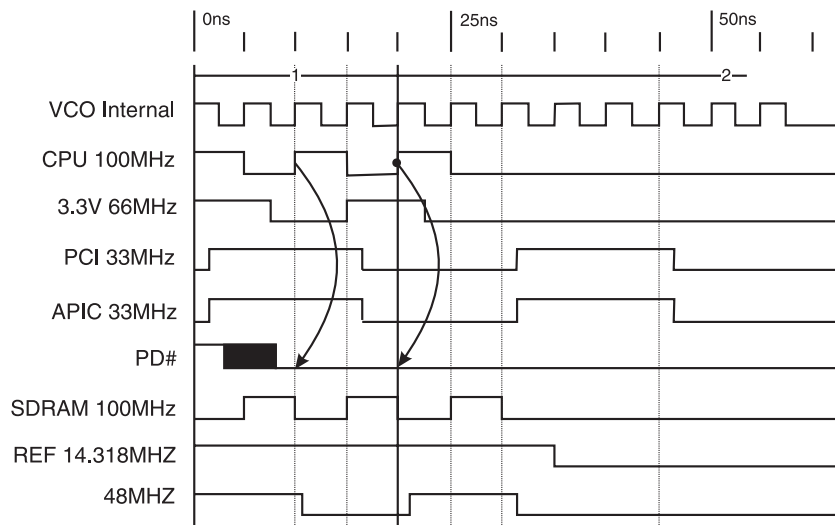 0ns 25ns 50ns
1 2
VCO Internal
CPU 100MHz
3.3V 66MHz
PCI 33MHz
APIC 33MHz
PD#
SDRAM 100MHz
REF 14.318MHZ
48MHZ